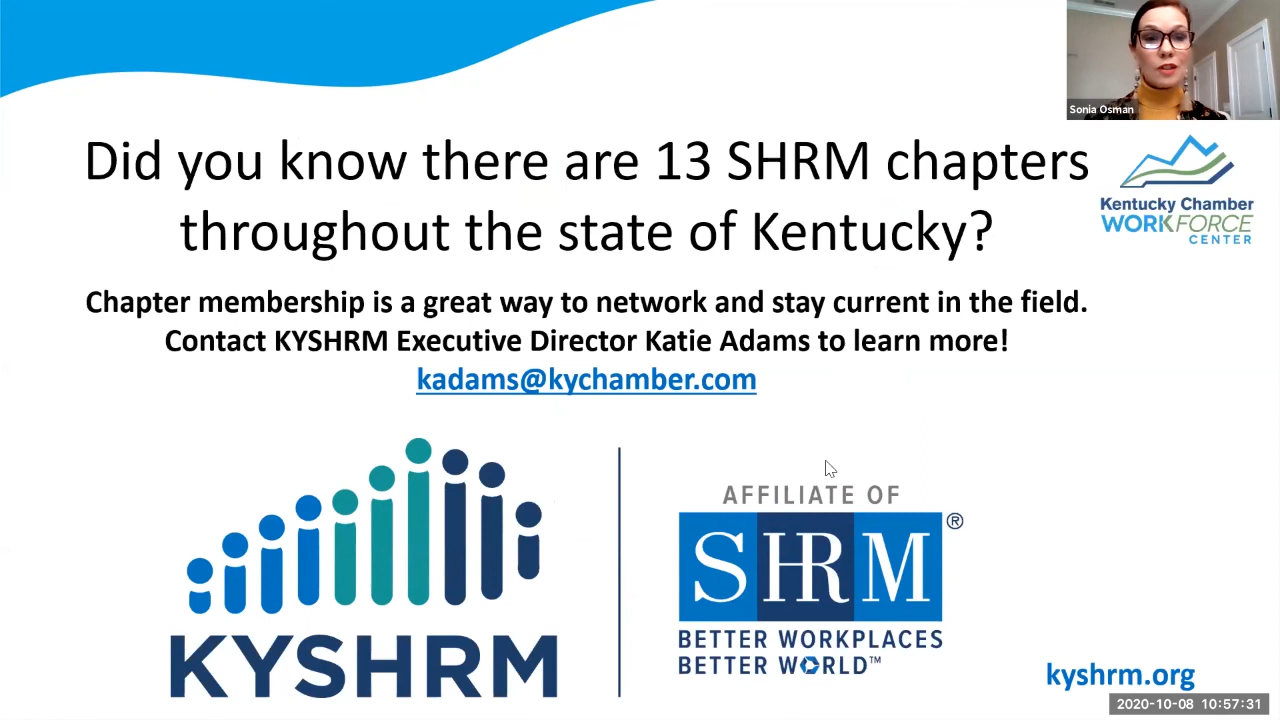 Sonia Osman
Did you know there are 13 SHRM chapters
throughout the state of Kentucky?
Kentucky Chamber
WORKFORCE
CENTER
Chapter membership is a great way to network and stay current in the field.
Contact KYSHRM Executive Director Katie Adams to learn more!
kadams@kychamber.com
KYSHRM
AFFILIATE OF
SHRM®
BETTER WORKPLACES
BETTER WORLD™
kyshrm.org
2020-10-08 10:57:31